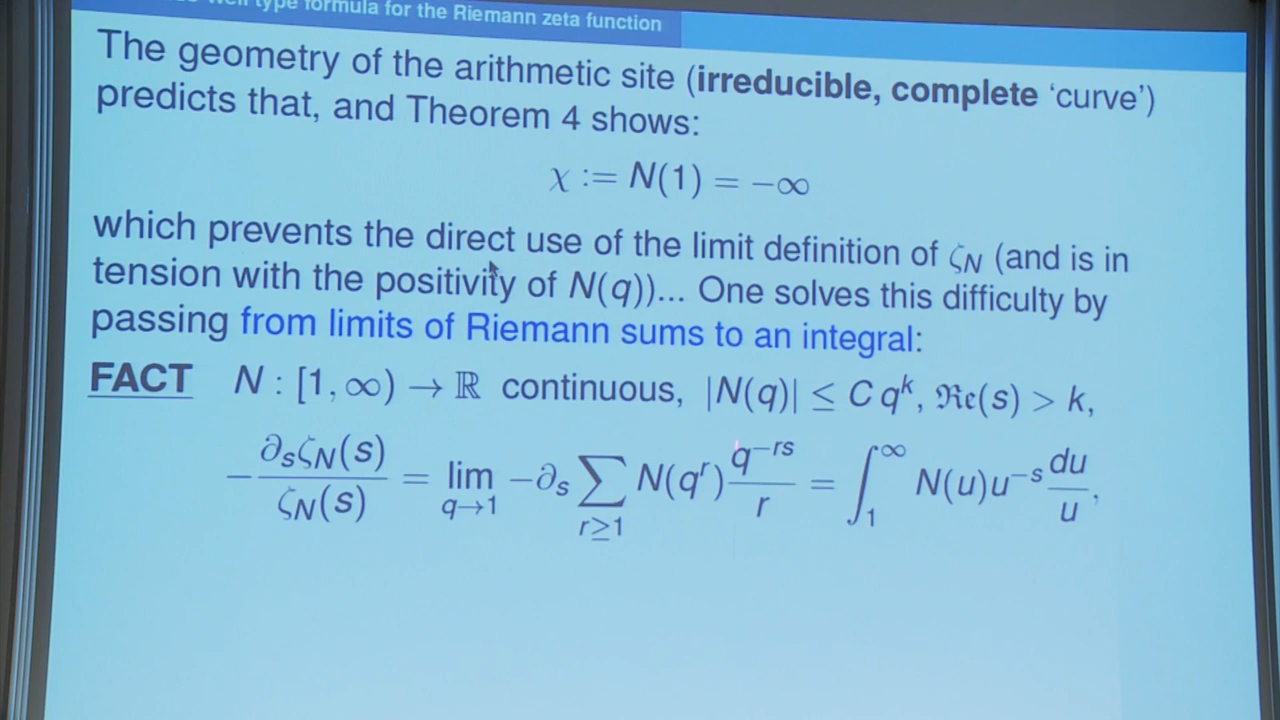 type formula for the Riemann zeta function
The geometry of the arithmetic site (irreducible, complete ‘curve’)
predicts that, and Theorem 4 shows:
χ := N(1) = −∞
which prevents the direct use of the limit definition of ζ_N (and is in
tension with the positivity of N(q))... One solves this difficulty by
passing from limits of Riemann sums to an integral:
FACT N : [1, ∞) → ℝ continuous, |N(q)| ≤ C q^k, ℜe(s) > k,
−∂_sζ_N(s)/ζ_N(s) = lim_{q→1} −∂_s ∑_{r≥1} N(q^r) q^{−rs}/r = ∫_1^∞ N(u)u^{−s} du/u,